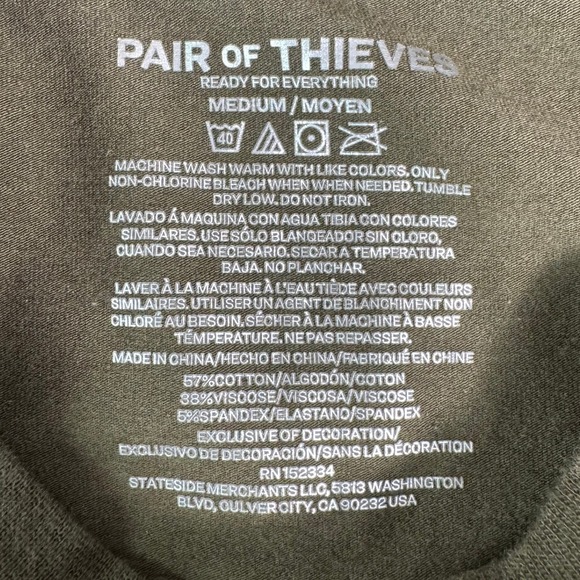 PAIR OF THIEVES
READY FOR EVERYTHING
MEDIUM / MOYEN
40
MACHINE WASH WARM WITH LIKE COLORS. ONLY
NON-CHLORINE BLEACH WHEN WHEN NEEDED. TUMBLE
DRY LOW. DO NOT IRON.
LAVADO Á MAQUINA CON AGUA TIBIA CON COLORES
SIMILARES. USE SÓLO BLANQEADOR SIN CLORO,
CUANDO SEA NECESARIO. SECAR A TEMPERATURA
BAJA. NO PLANCHAR.
LAVER À LA MACHINE À L'EAU TIÈDE AVEC COULEURS
SIMILAIRES. UTILISER UN AGENT DE BLANCHIMENT NON
CHLORÉ AU BESOIN. SÉCHER À LA MACHINE À BASSE
TÉMPÉRATURE. NE PAS REPASSER.
MADE IN CHINA/HECHO EN CHINA/FABRIQUÉ EN CHINE
57%COTTON/ALGODÓN/COTON
38%VISCOSE/VISCOSA/VISCOSE
5%SPANDEX/ELASTANO/SPANDEX
EXCLUSIVE OF DECORATION/
EXCLUSIVO DE DECORACIÓN/SANS LA DÉCORATION
RN 152334
STATESIDE MERCHANTS LLC, 5813 WASHINGTON
BLVD, CULVER CITY, CA 90232 USA